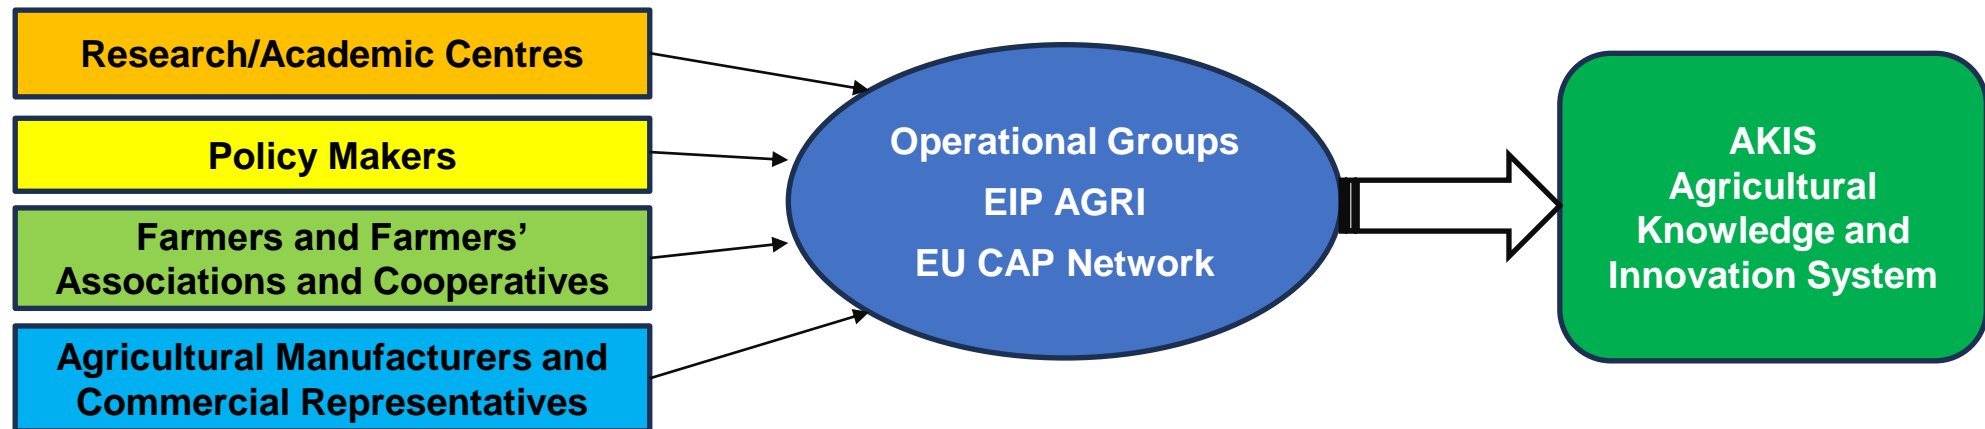 Research/Academic Centres
Policy Makers
Farmers and Farmers’
Associations and Cooperatives
Agricultural Manufacturers and
Commercial Representatives
Operational Groups
EIP AGRI
EU CAP Network
AKIS
Agricultural
Knowledge and
Innovation System